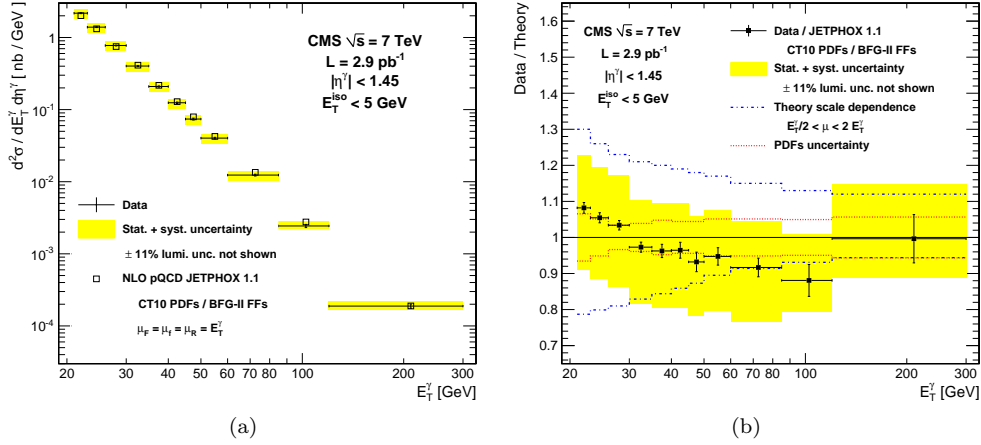 d²σ / dE_T^γ dη^γ [ nb / GeV ]
1
10⁻¹
10⁻²
10⁻³
10⁻⁴
CMS √s = 7 TeV
L = 2.9 pb⁻¹
|η^γ| < 1.45
E_T^iso < 5 GeV
Data
Stat. + syst. uncertainty
± 11% lumi. unc. not shown
NLO pQCD JETPHOX 1.1
CT10 PDFs / BFG-II FFs
μ_F = μ_f = μ_R = E_T^γ
20 30 40 50 60 70 100 200
E_T^γ [GeV]
(a)
Data / Theory
1.6
1.5
1.4
1.3
1.2
1.1
1
0.9
0.8
0.7
CMS √s = 7 TeV
L = 2.9 pb⁻¹
|η^γ| < 1.45
E_T^iso < 5 GeV
Data / JETPHOX 1.1
CT10 PDFs / BFG-II FFs
Stat. + syst. uncertainty
± 11% lumi. unc. not shown
Theory scale dependence
E_T^γ/2 < μ < 2 E_T^γ
PDFs uncertainty
20 30 40 50 60 70 100 200 300
E_T^γ [GeV]
(b)